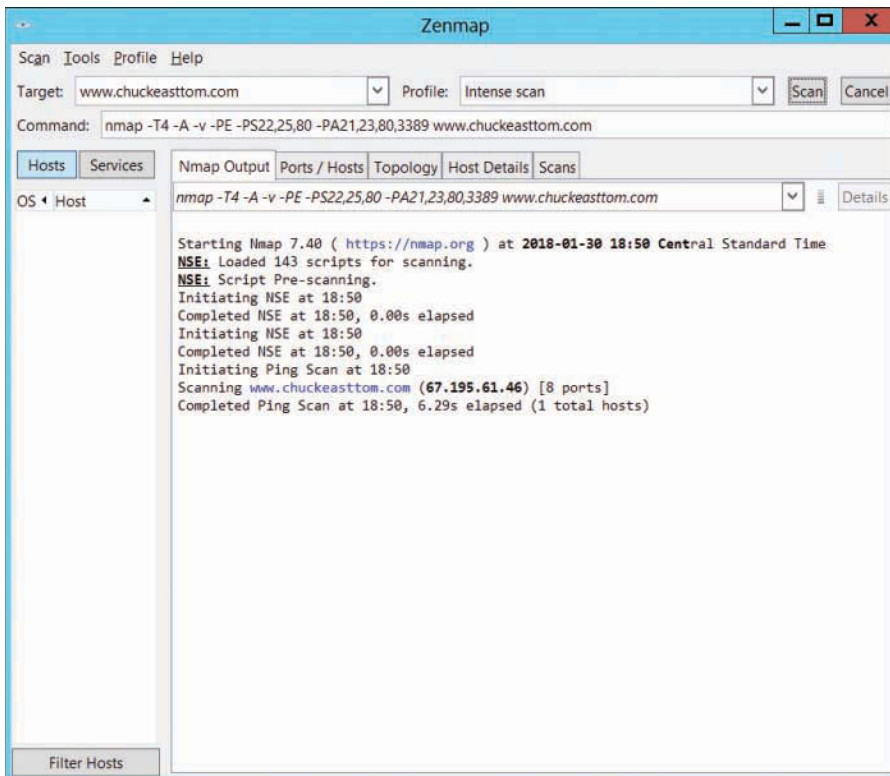 Zenmap
Scan Tools Profile Help
Target: www.chuckeasttom.com Profile: Intense scan Scan Cancel
Command: nmap -T4 -A -v -PE -PS22,25,80 -PA21,23,80,3389 www.chuckeasttom.com
Hosts Services Nmap Output Ports / Hosts Topology Host Details Scans
OS Host nmap -T4 -A -v -PE -PS22,25,80 -PA21,23,80,3389 www.chuckeasttom.com Details
Starting Nmap 7.40 ( https://nmap.org ) at 2018-01-30 18:50 Central Standard Time
NSE: Loaded 143 scripts for scanning.
NSE: Script Pre-scanning.
Initiating NSE at 18:50
Completed NSE at 18:50, 0.00s elapsed
Initiating NSE at 18:50
Completed NSE at 18:50, 0.00s elapsed
Initiating Ping Scan at 18:50
Scanning www.chuckeasttom.com (67.195.61.46) [8 ports]
Completed Ping Scan at 18:50, 6.29s elapsed (1 total hosts)
Filter Hosts